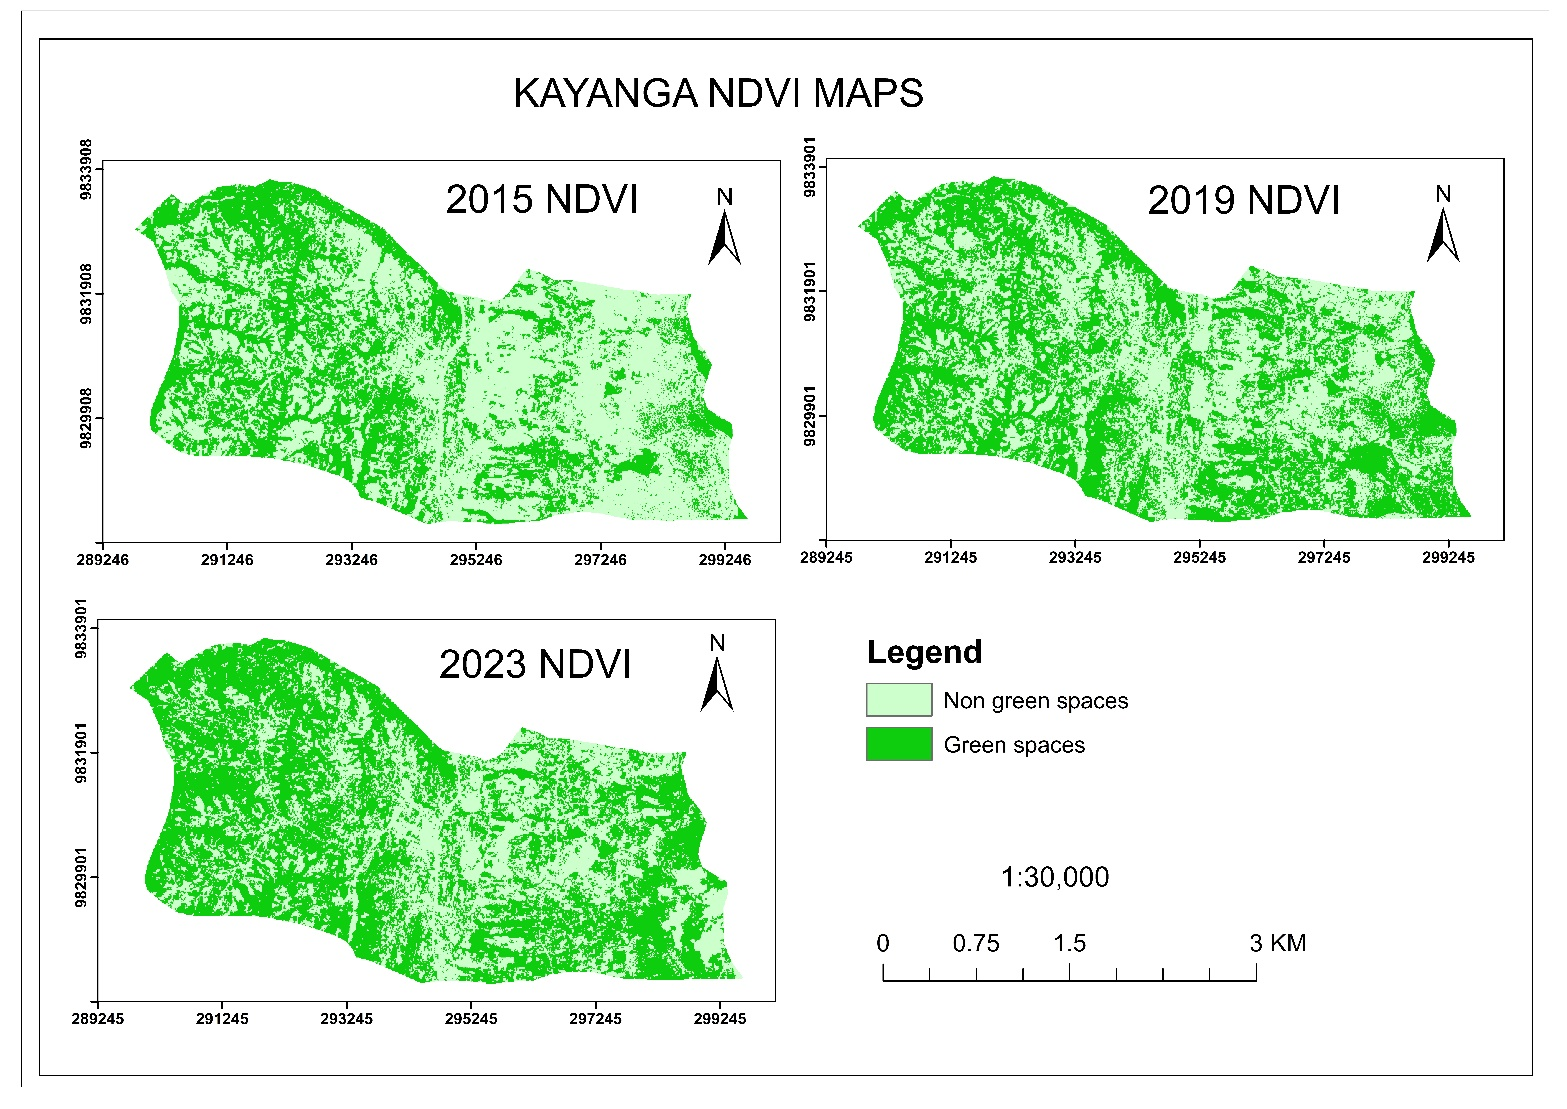 KAYANGA NDVI MAPS
2015 NDVI
N
9833908
9831908
9829908
289246 291246 293246 295246 297246 299246
2019 NDVI
N
9833901
9831901
9829901
289245 291245 293245 295245 297245 299245
2023 NDVI
N
9833901
9831901
9829901
289245 291245 293245 295245 297245 299245
Legend
Non green spaces
Green spaces
1:30,000
0 0.75 1.5 3 KM